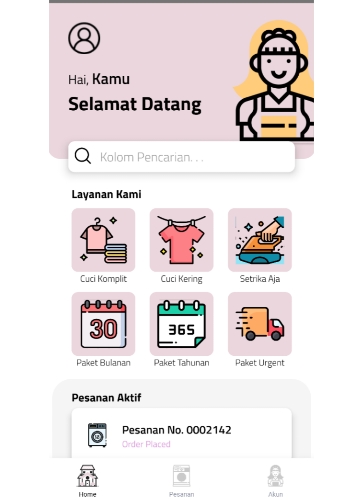 Hai, Kamu
Selamat Datang
Kolom Pencarian. . .
Layanan Kami
Cuci Komplit
Cuci Kering
Setrika Aja
30
365
Paket Bulanan
Paket Tahunan
Paket Urgent
Pesanan Aktif
Pesanan No. 0002142
Order Placed
Home
Pesanan
Akun